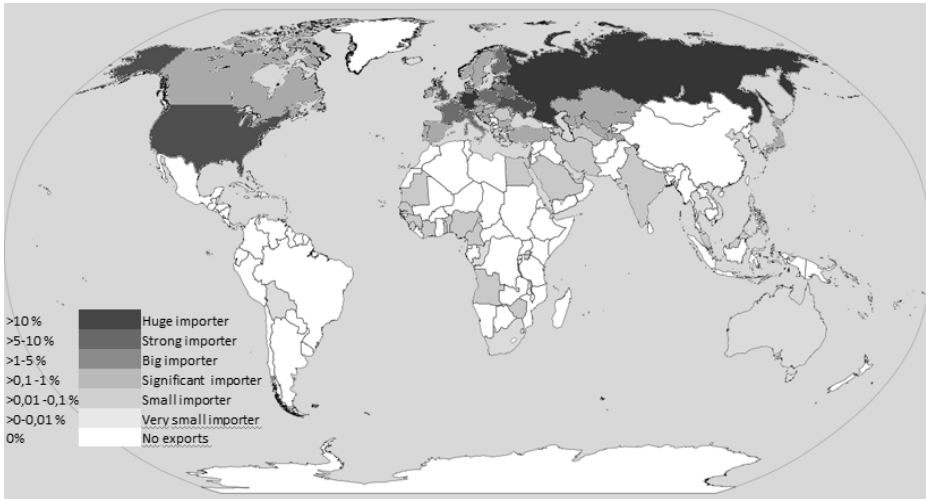 >10 % Huge importer
>5-10 % Strong importer
>1-5 % Big importer
>0,1 -1 % Significant importer
>0,01 -0,1 % Small importer
>0-0,01 % Very small importer
0% No exports